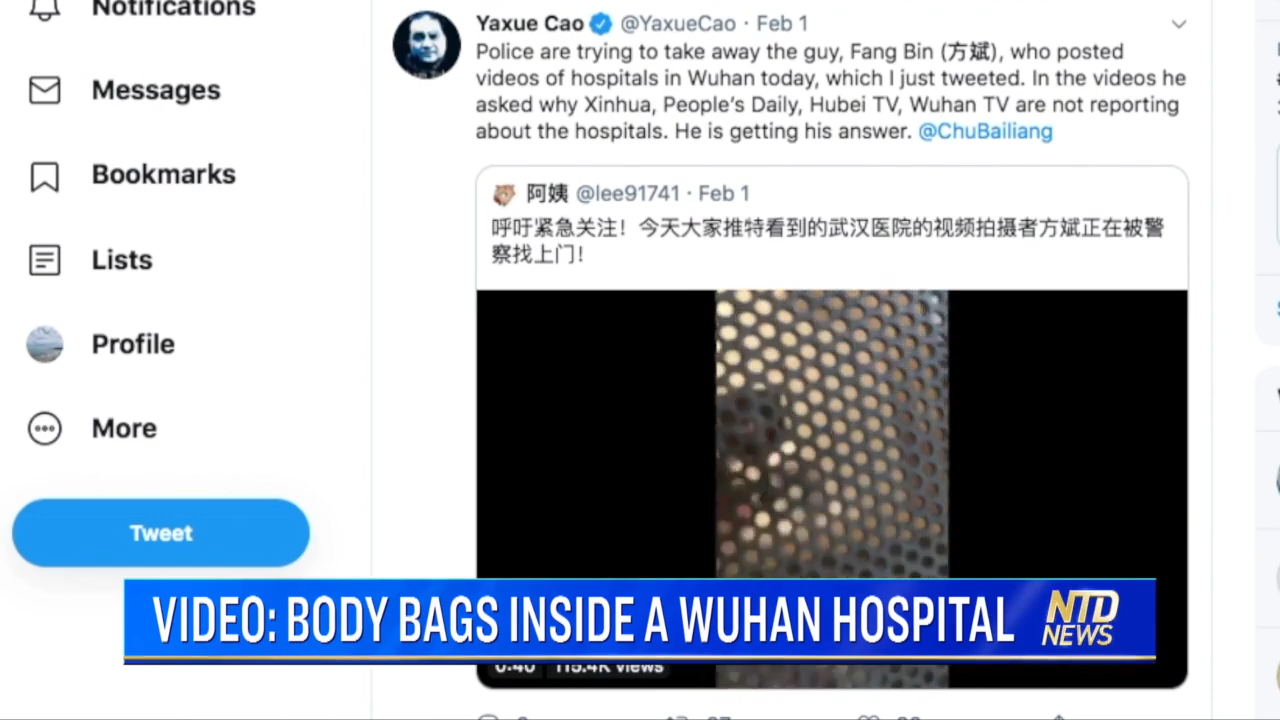 Notifications
Messages
Bookmarks
Lists
Profile
More
Tweet
Yaxue Cao @YaxueCao · Feb 1
Police are trying to take away the guy, Fang Bin (方斌), who posted
videos of hospitals in Wuhan today, which I just tweeted. In the videos he
asked why Xinhua, People's Daily, Hubei TV, Wuhan TV are not reporting
about the hospitals. He is getting his answer. @ChuBailiang
阿姨 @lee91741 · Feb 1
呼吁紧急关注！今天大家推特看到的武汉医院的视频拍摄者方斌正在被警
察找上门！
VIDEO: BODY BAGS INSIDE A WUHAN HOSPITAL
NTD
NEWS
0:40 115.4K views